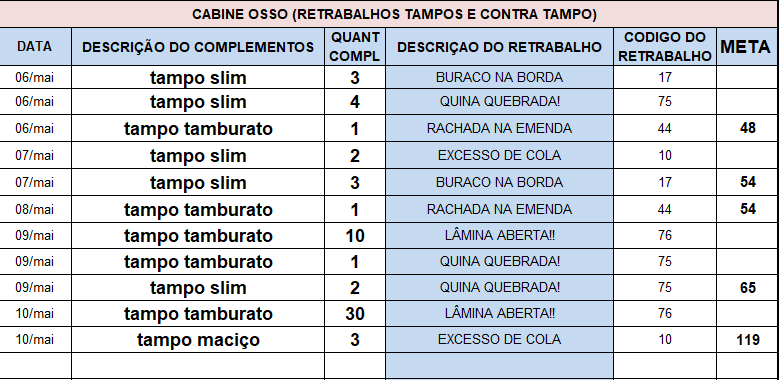 CABINE OSSO (RETRABALHOS TAMPOS E CONTRA TAMPO)
DATA DESCRIÇÃO DO COMPLEMENTOS QUANT COMPL DESCRIÇAO DO RETRABALHO CODIGO DO RETRABALHO META
06/mai tampo slim 3 BURACO NA BORDA 17
06/mai tampo slim 4 QUINA QUEBRADA! 75
06/mai tampo tamburato 1 RACHADA NA EMENDA 44 48
07/mai tampo slim 2 EXCESSO DE COLA 10
07/mai tampo slim 3 BURACO NA BORDA 17 54
08/mai tampo tamburato 1 RACHADA NA EMENDA 44 54
09/mai tampo tamburato 10 LÂMINA ABERTA!! 76
09/mai tampo tamburato 1 QUINA QUEBRADA! 75
09/mai tampo slim 2 QUINA QUEBRADA! 75 65
10/mai tampo tamburato 30 LÂMINA ABERTA!! 76
10/mai tampo maciço 3 EXCESSO DE COLA 10 119